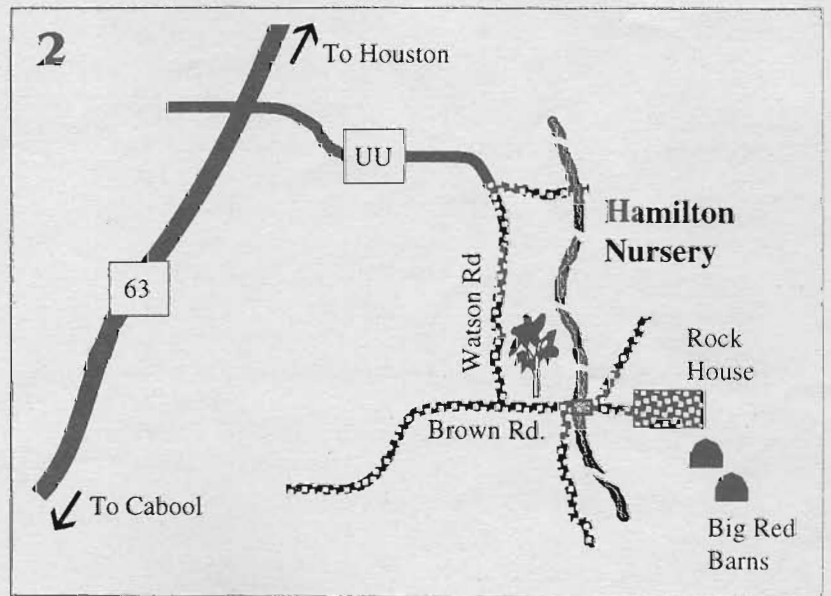 2
To Houston
UU
Hamilton
Nursery
63
Watson Rd
Rock
House
Brown Rd.
To Cabool
Big Red
Barns